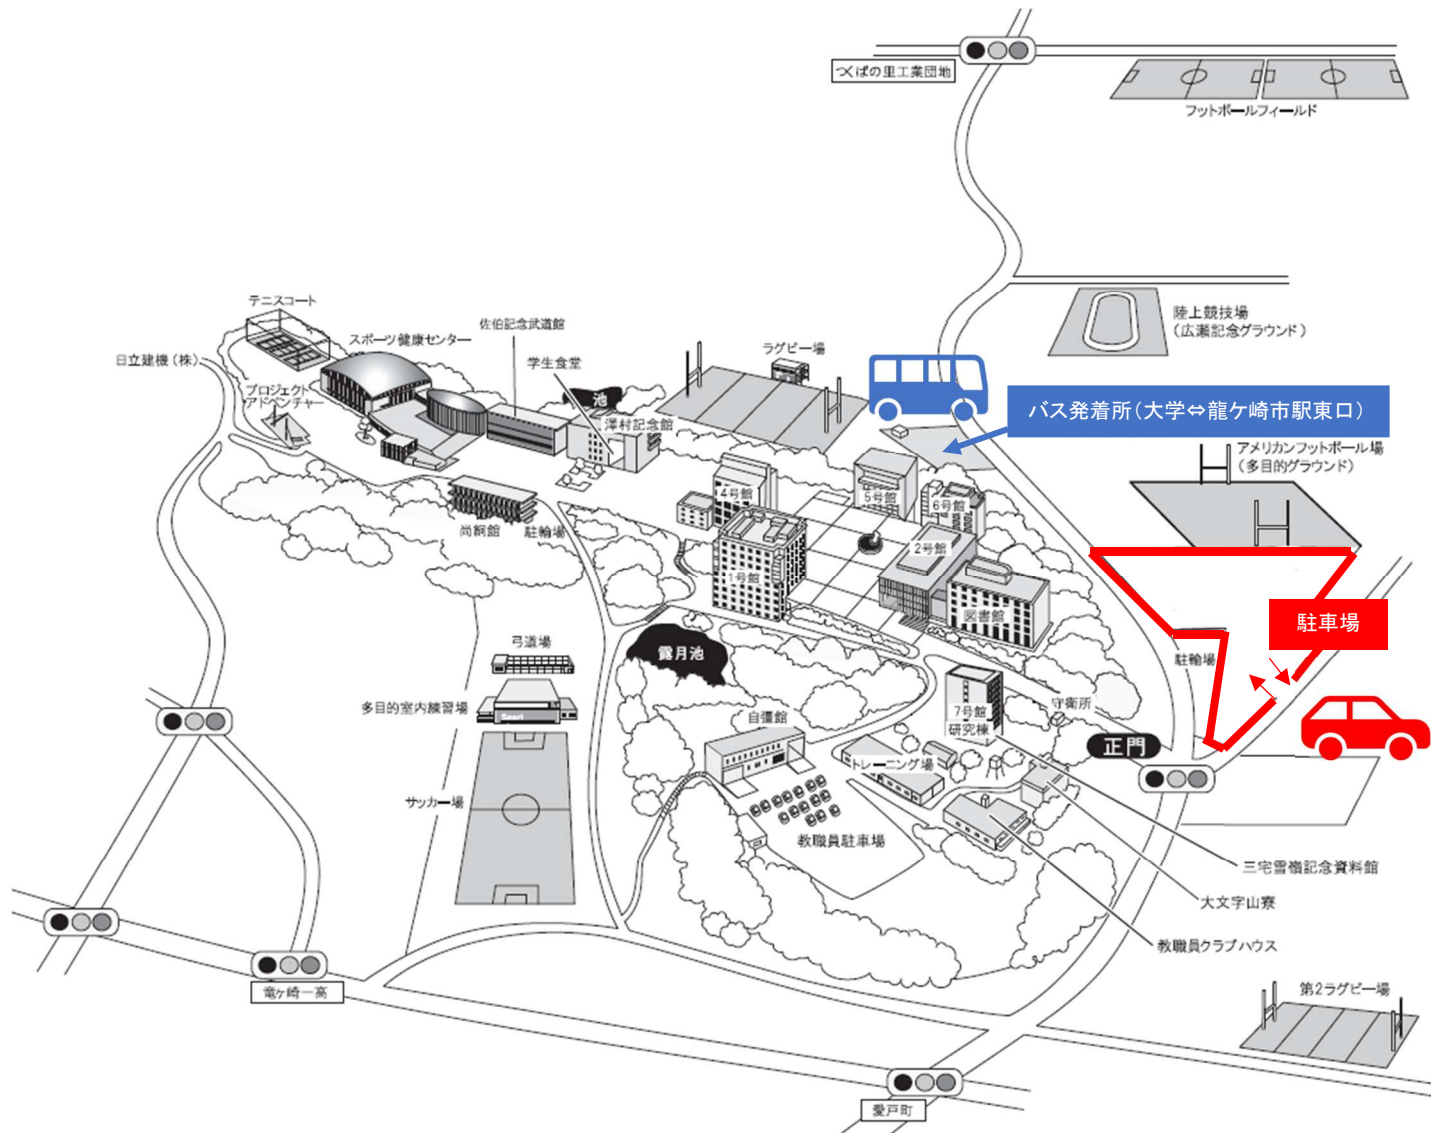 つくばの里工業団地
フットボールフィールド
陸上競技場
(広瀬記念グラウンド)
テニスコート
佐伯記念武道館
スポーツ健康センター
日立建機(株)
学生食堂
ラグビー場
プロジェクト
アドベンチャー
池
澤村記念館
バス発着所(大学⇔龍ケ崎市駅東口)
アメリカンフットボール場
(多目的グラウンド)
4号館
5号館
6号館
尚絅館
駐輪場
2号館
1号館
図書館
駐車場
弓道場
露月池
駐輪場
多目的室内練習場
自彊館
7号館
研究棟
守衛所
正門
トレーニング場
サッカー場
教職員駐車場
三宅雪嶺記念資料館
大文字山寮
教職員クラブハウス
竜ヶ崎一高
第2ラグビー場
愛戸町